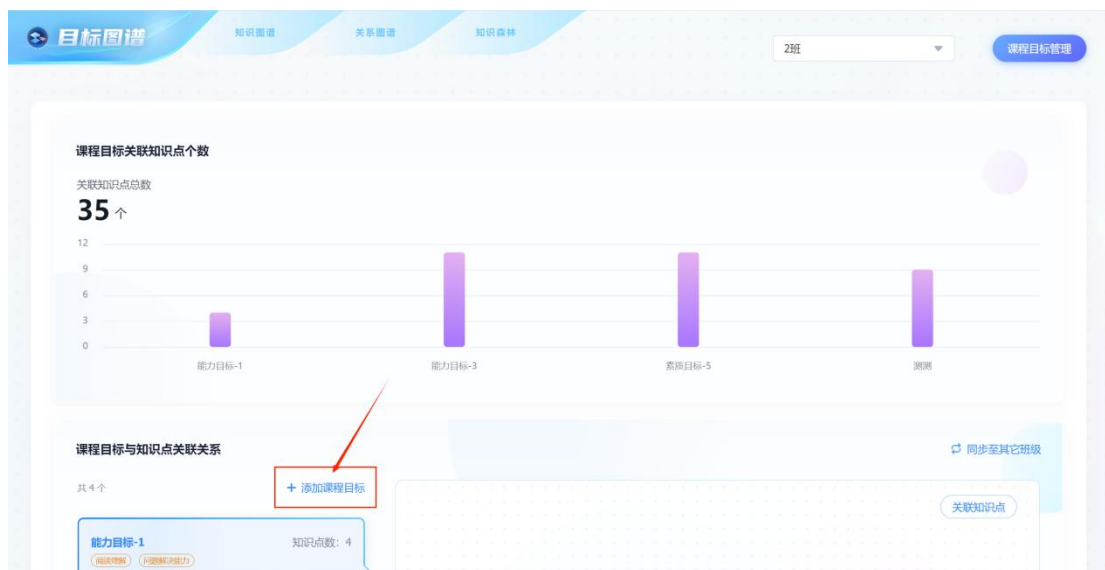 目标图谱 知识图谱 关系图谱 知识森林
2班 课程目标管理
课程目标关联知识点个数
关联知识点总数
35 个
12
9
6
3
0
能力目标-1 能力目标-3 素质目标-5 测测
课程目标与知识点关联关系 同步至其它班级
共 4 个 + 添加课程目标
关联知识点
能力目标-1 知识点数：4
阅读理解 问题解决能力